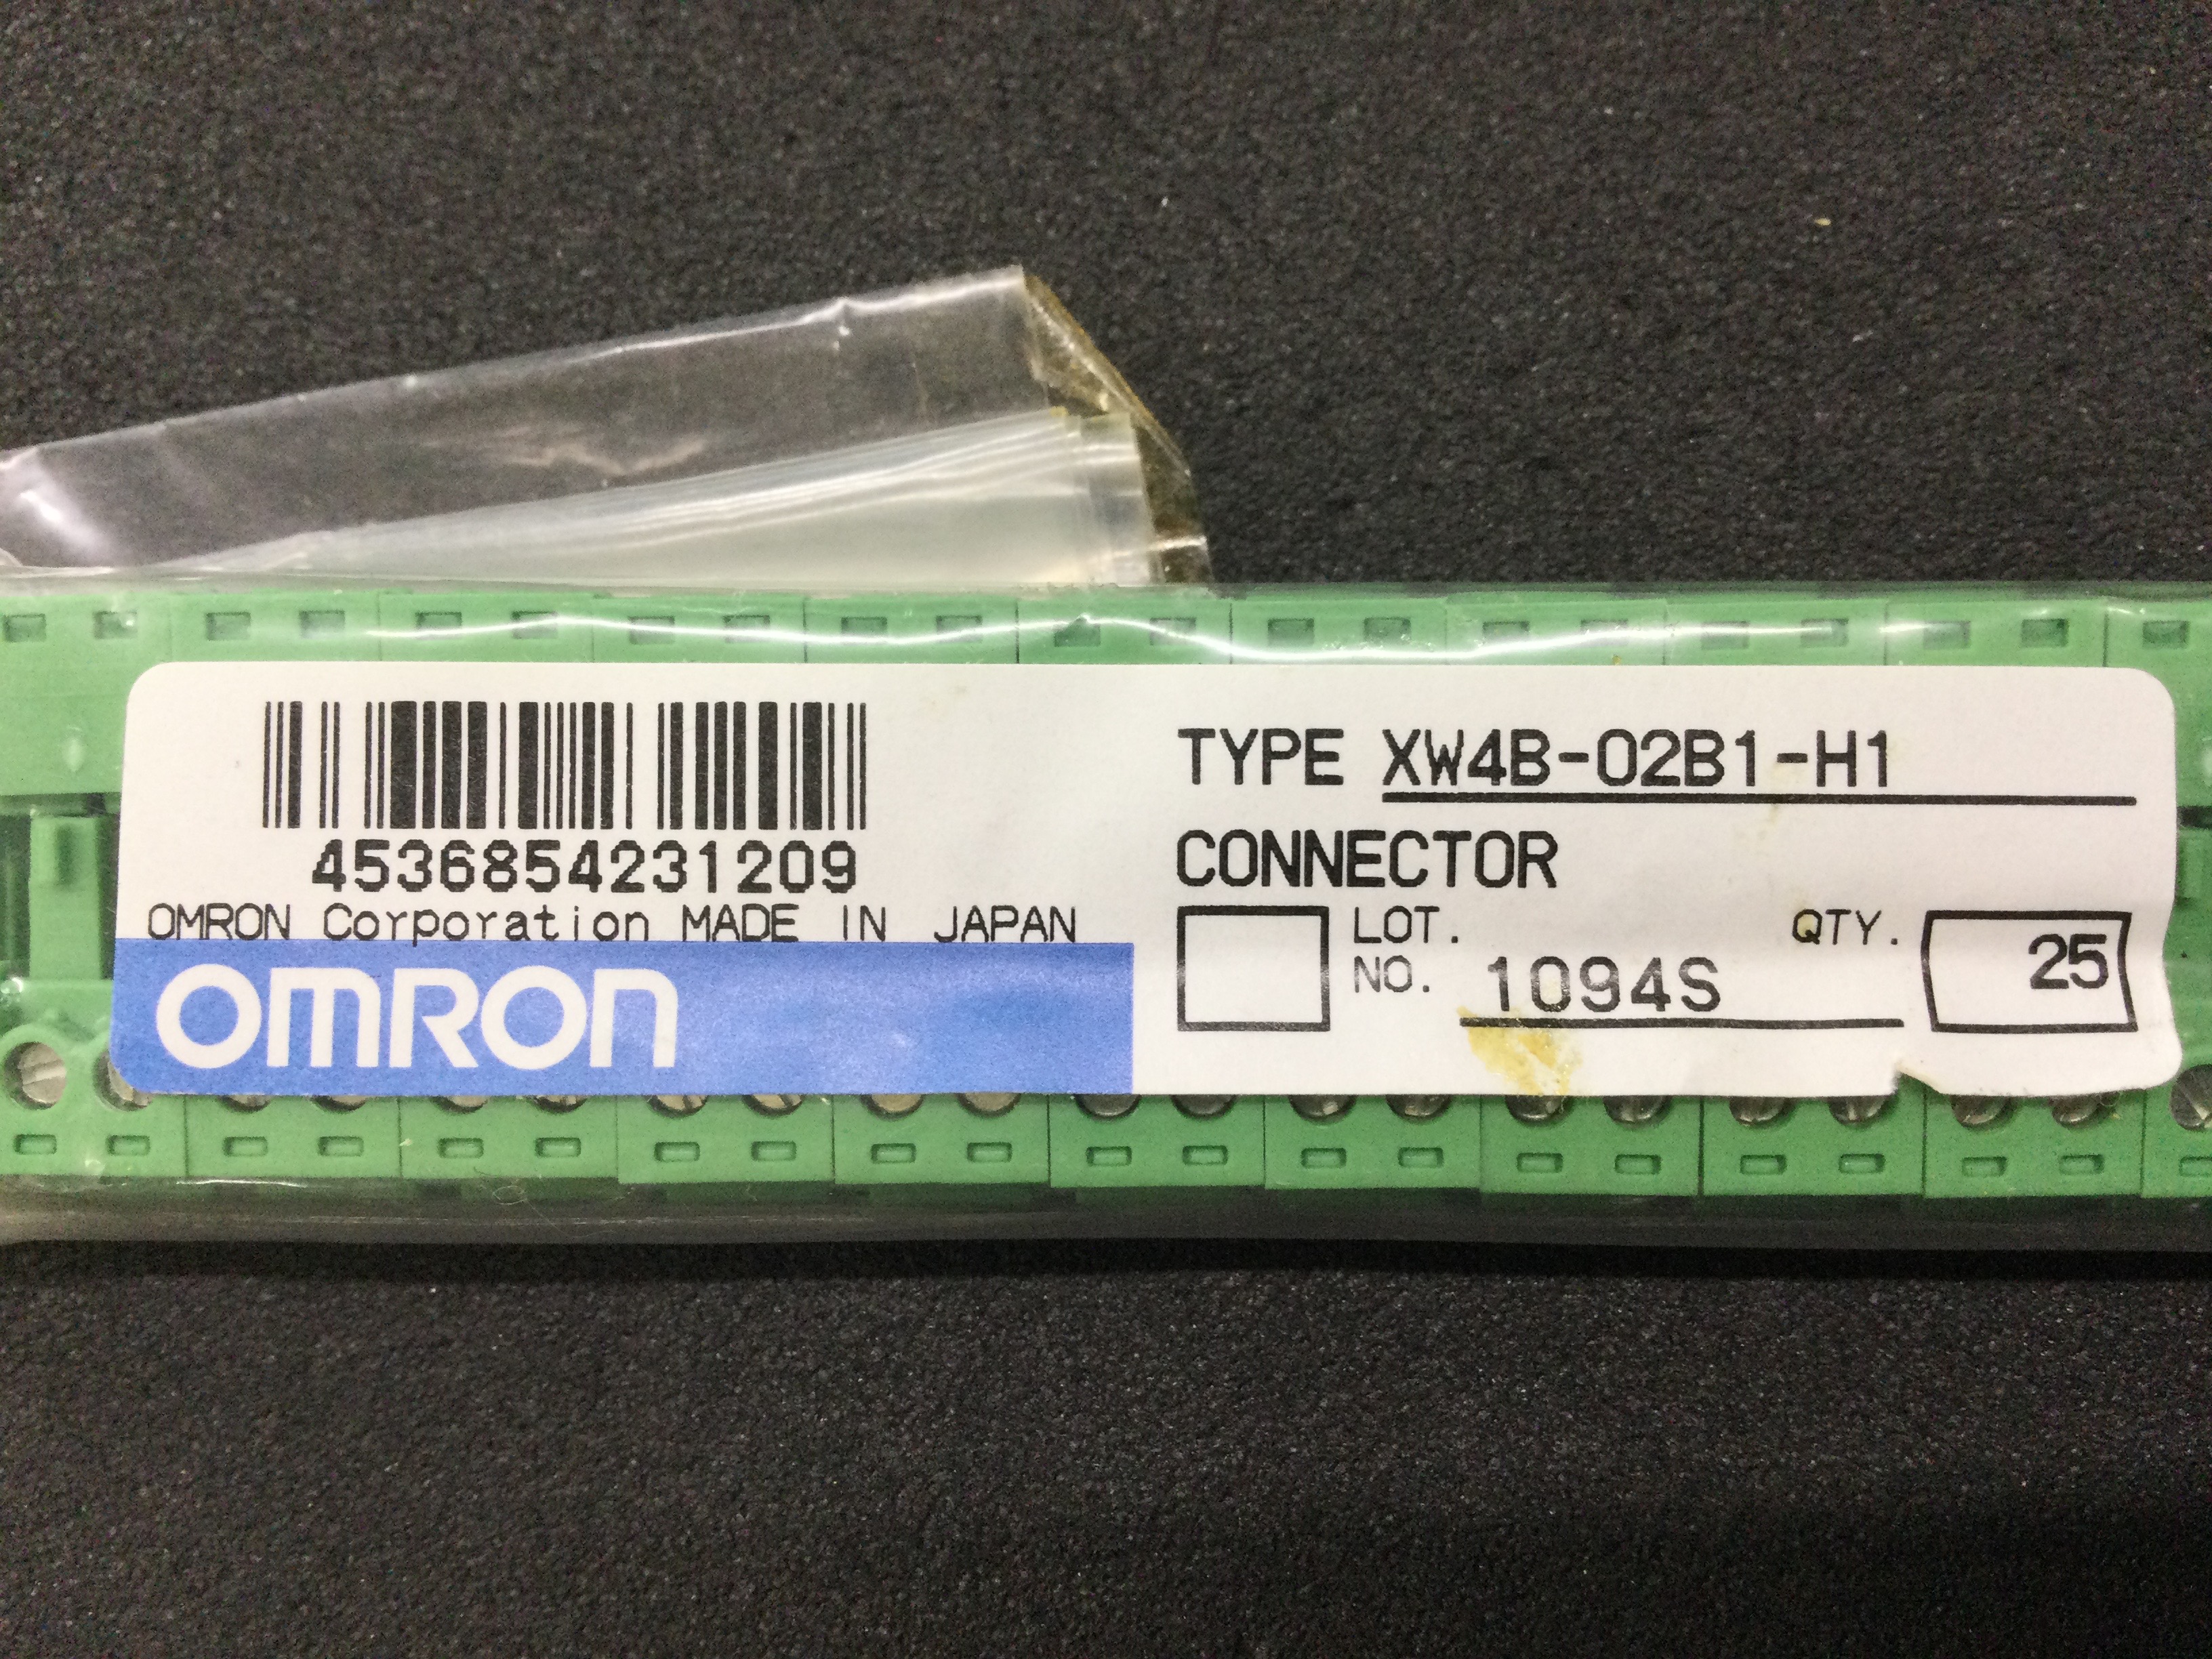 4536854231209
OMRON Corporation MADE IN JAPAN
OMRON
TYPE XW4B-02B1-H1
CONNECTOR
LOT. NO. 1094S
QTY. 25